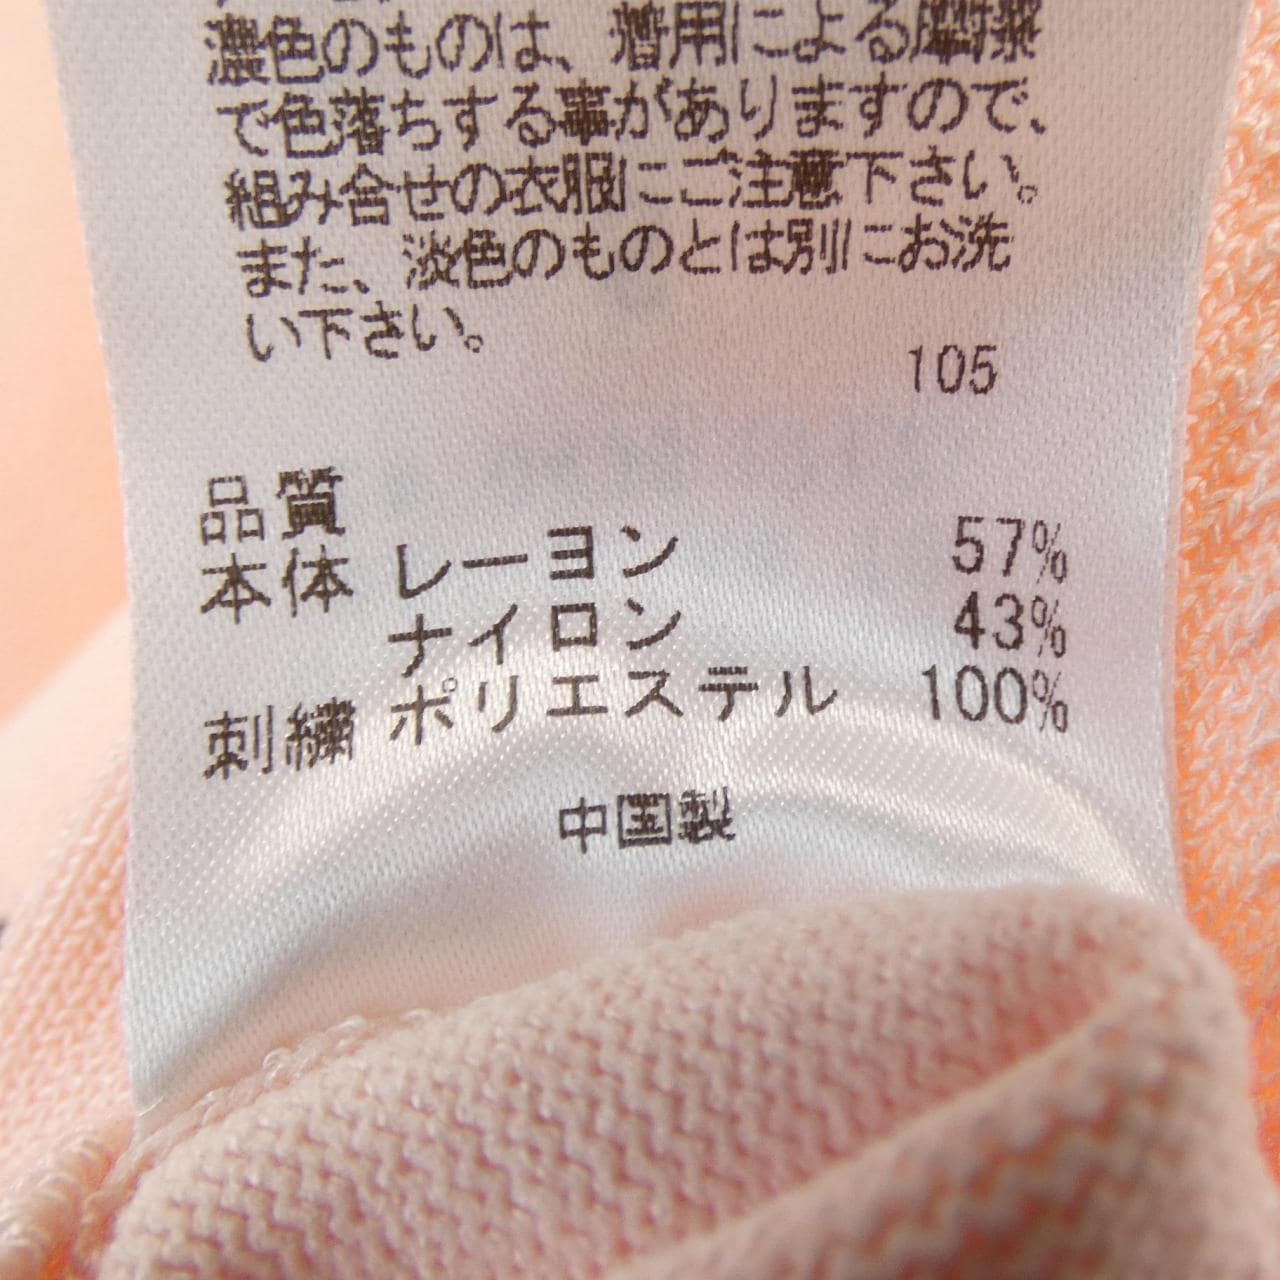 濃色のものは、着用による摩擦
で色落ちする事がありますので、
組み合せの衣服にご注意下さい。
また、淡色のものとは別にお洗
い下さい。
105
品質
本体 レーヨン 57%
ナイロン 43%
刺繍 ポリエステル 100%
中国製